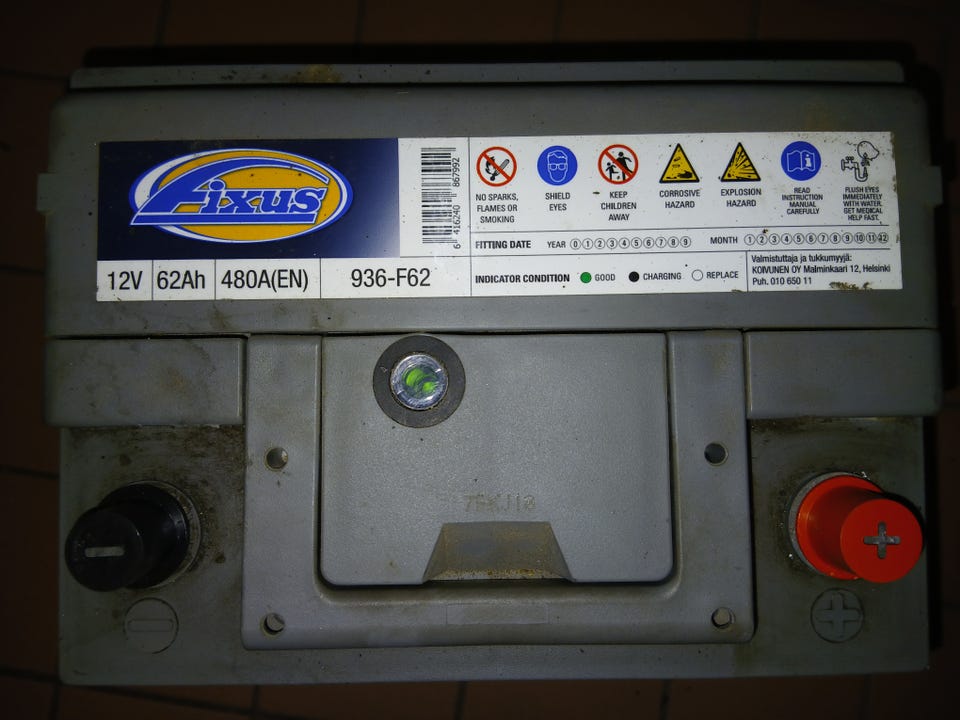 Fixus
6 416240 867992
12V 62Ah 480A(EN) 936-F62
NO SPARKS,
FLAMES OR
SMOKING
SHIELD
EYES
KEEP
CHILDREN
AWAY
CORROSIVE
HAZARD
EXPLOSION
HAZARD
READ
INSTRUCTION
MANUAL
CAREFULLY
FLUSH EYES
IMMEDIATELY
WITH WATER.
GET MEDICAL
HELP FAST.
FITTING DATE YEAR 0 1 2 3 4 5 6 7 8 9 MONTH 1 2 3 4 5 6 7 8 9 10 11 12
INDICATOR CONDITION GOOD CHARGING REPLACE
Valmistuttaja ja tukkumyyjä:
KOIVUNEN OY Malminkaari 12, Helsinki
Puh. 010 650 11
− +
− +